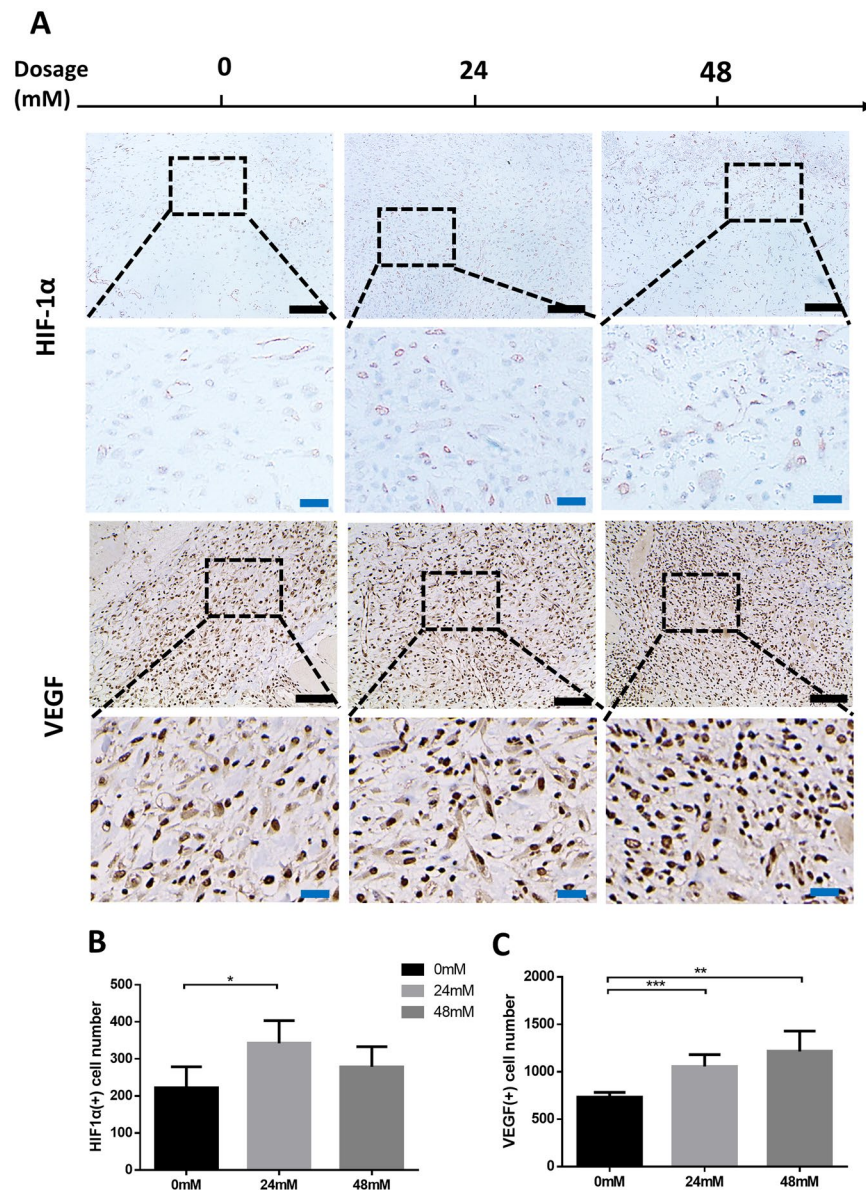 A
Dosage
(mM)
0
24
48
HIF-1α
VEGF
B
HIF1α(+) cell number
500
400
300
200
100
0
*
0mM
24mM
48mM
0mM
24mM
48mM
C
VEGF(+) cell number
2000
1500
1000
500
0
**
***
0mM
24mM
48mM